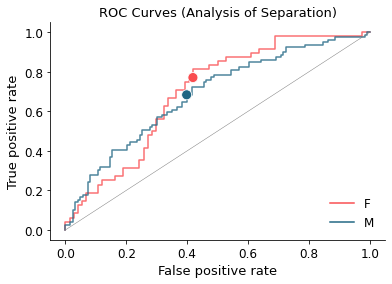 ROC Curves (Analysis of Separation)
1.0
0.8
0.6
0.4
0.2
0.0
True positive rate
F
M
0.0 0.2 0.4 0.6 0.8 1.0
False positive rate